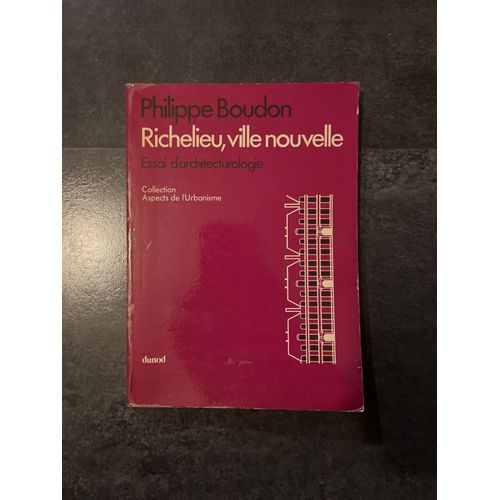 Philippe Boudon
Richelieu, ville nouvelle
Essai d'architecturologie
Collection
Aspects de l'Urbanisme
dunod